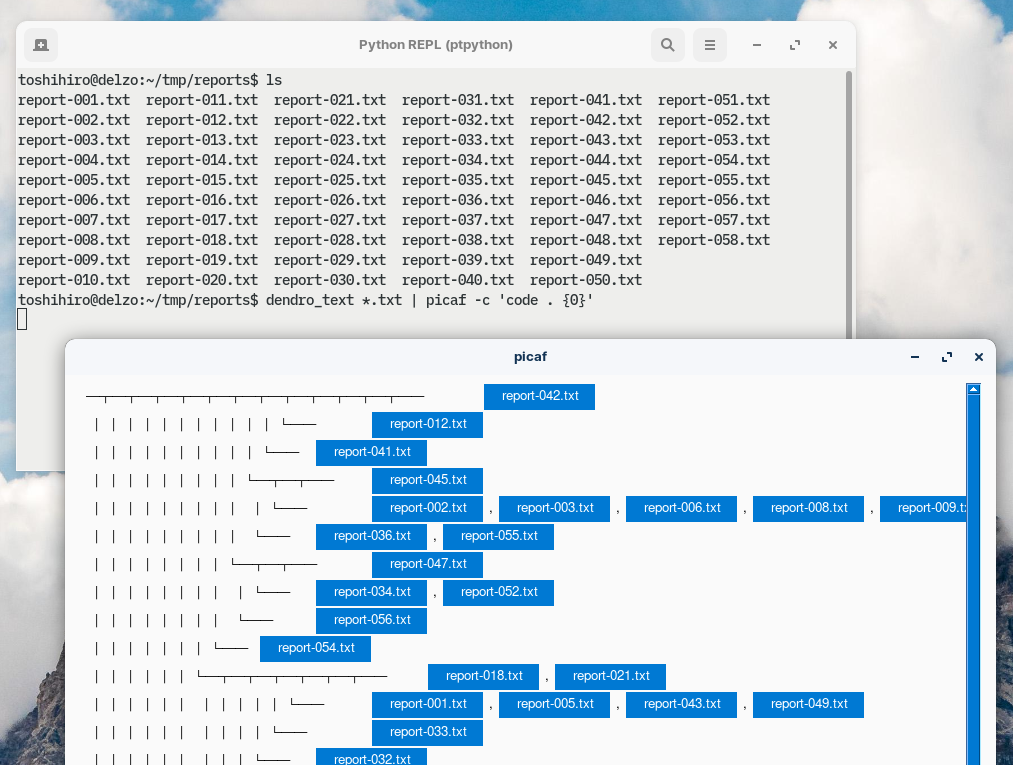 Python REPL (ptpython)
toshihiro@delzo:~/tmp/reports$ ls
report-001.txt  report-011.txt  report-021.txt  report-031.txt  report-041.txt  report-051.txt
report-002.txt  report-012.txt  report-022.txt  report-032.txt  report-042.txt  report-052.txt
report-003.txt  report-013.txt  report-023.txt  report-033.txt  report-043.txt  report-053.txt
report-004.txt  report-014.txt  report-024.txt  report-034.txt  report-044.txt  report-054.txt
report-005.txt  report-015.txt  report-025.txt  report-035.txt  report-045.txt  report-055.txt
report-006.txt  report-016.txt  report-026.txt  report-036.txt  report-046.txt  report-056.txt
report-007.txt  report-017.txt  report-027.txt  report-037.txt  report-047.txt  report-057.txt
report-008.txt  report-018.txt  report-028.txt  report-038.txt  report-048.txt  report-058.txt
report-009.txt  report-019.txt  report-029.txt  report-039.txt  report-049.txt
report-010.txt  report-020.txt  report-030.txt  report-040.txt  report-050.txt
toshihiro@delzo:~/tmp/reports$ dendro_text *.txt | picaf -c 'code . {0}'
picaf
report-042.txt
report-012.txt
report-041.txt
report-045.txt
report-002.txt , report-003.txt , report-006.txt , report-008.txt , report-009.t
report-036.txt , report-055.txt
report-047.txt
report-034.txt , report-052.txt
report-056.txt
report-054.txt
report-018.txt , report-021.txt
report-001.txt , report-005.txt , report-043.txt , report-049.txt
report-033.txt
report-032.txt